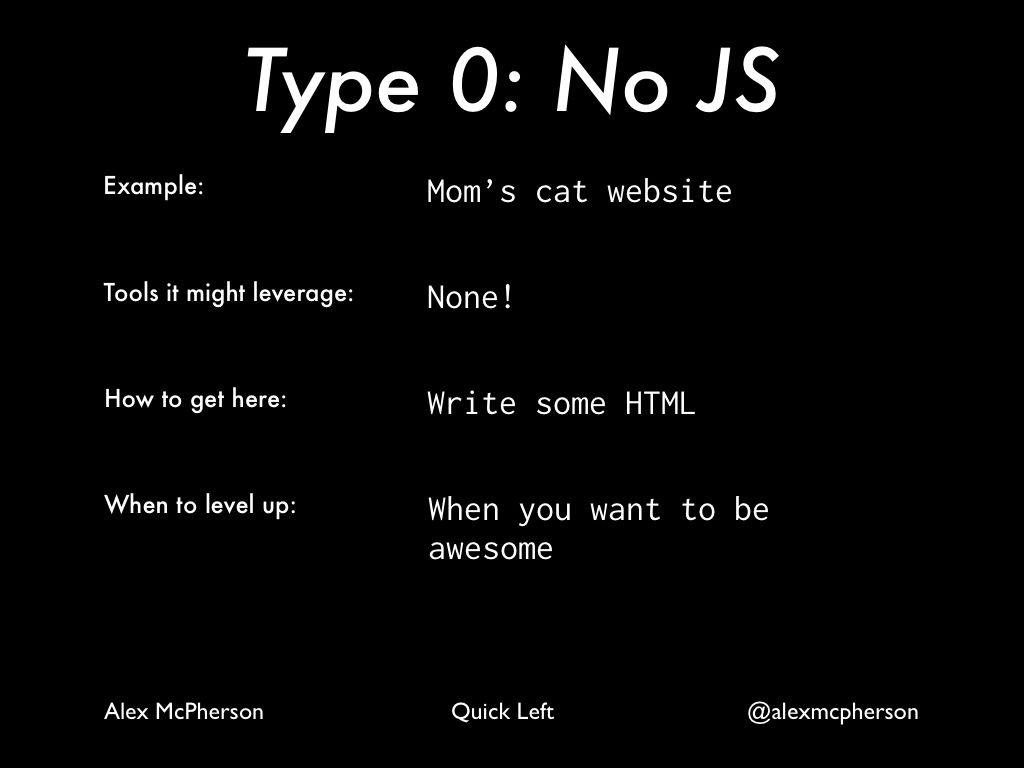 Type 0: No JS
Example:
Mom’s cat website
Tools it might leverage:
None!
How to get here:
Write some HTML
When to level up:
When you want to be
awesome
Alex McPherson
Quick Left
@alexmcpherson